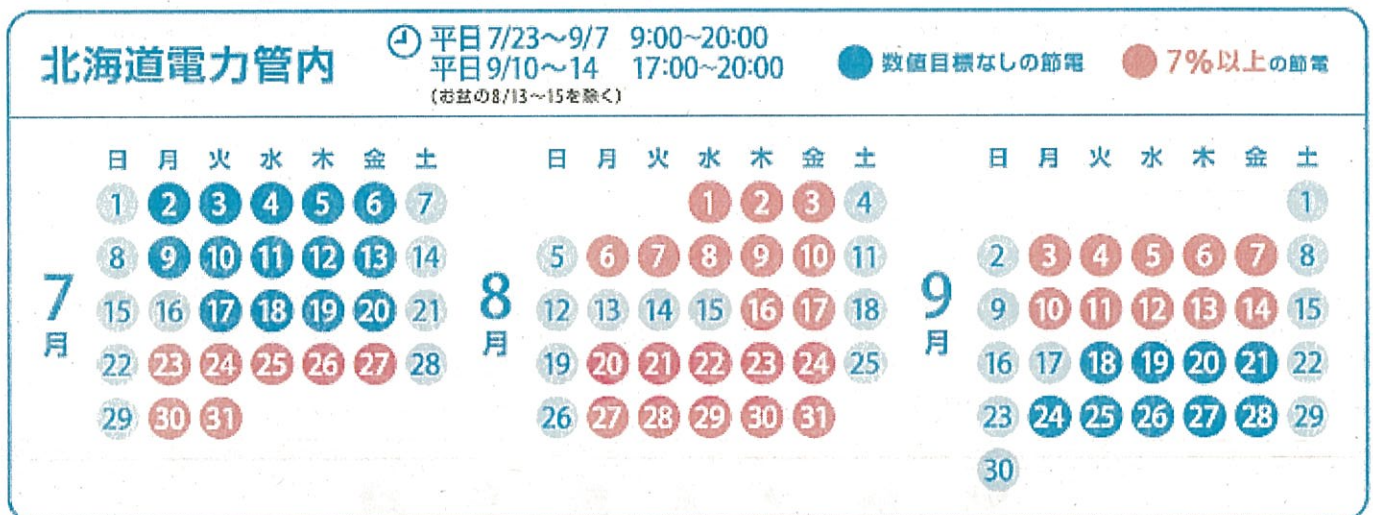 北海道電力管内
平日7/23～9/7 9:00~20:00
平日9/10～14 17:00~20:00
(お盆の8/13～15を除く)
数値目標なしの節電
7%以上の節電
7月
日 月 火 水 木 金 土
1 2 3 4 5 6 7
8 9 10 11 12 13 14
15 16 17 18 19 20 21
22 23 24 25 26 27 28
29 30 31
8月
日 月 火 水 木 金 土
1 2 3 4
5 6 7 8 9 10 11
12 13 14 15 16 17 18
19 20 21 22 23 24 25
26 27 28 29 30 31
9月
日 月 火 水 木 金 土
1
2 3 4 5 6 7 8
9 10 11 12 13 14 15
16 17 18 19 20 21 22
23 24 25 26 27 28 29
30